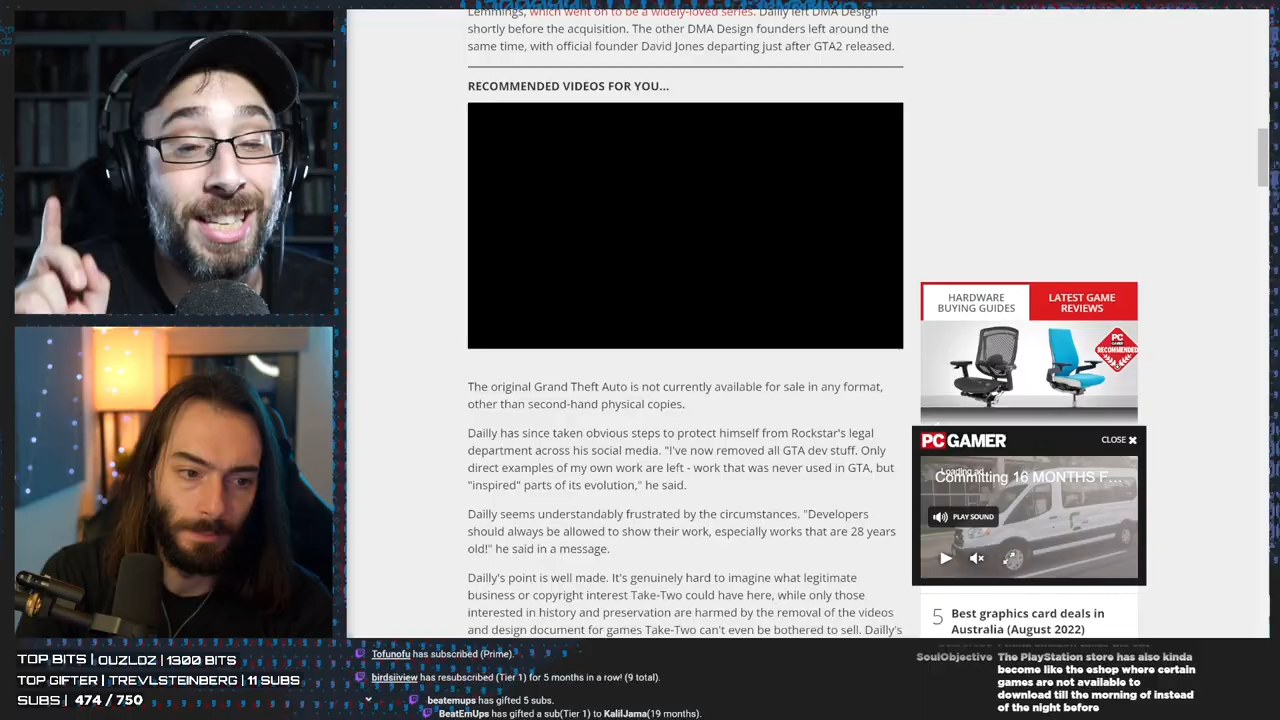 Lemmings, which went on to be a widely-loved series. Dailly left DMA Design
shortly before the acquisition. The other DMA Design founders left around the
same time, with official founder David Jones departing just after GTA2 released.
RECOMMENDED VIDEOS FOR YOU...
HARDWARE
BUYING GUIDES
LATEST GAME
REVIEWS
PC
GAMER
RECOMMENDED
The original Grand Theft Auto is not currently available for sale in any format,
other than second-hand physical copies.
Dailly has since taken obvious steps to protect himself from Rockstar's legal
department across his social media. "I've now removed all GTA dev stuff. Only
direct examples of my own work are left - work that was never used in GTA, but
"inspired" parts of its evolution," he said.
Dailly seems understandably frustrated by the circumstances. "Developers
should always be allowed to show their work, especially works that are 28 years
old!" he said in a message.
Dailly's point is well made. It's genuinely hard to imagine what legitimate
business or copyright interest Take-Two could have here, while only those
interested in history and preservation are harmed by the removal of the videos
and design document for games Take-Two can't even be bothered to sell. Dailly's
PC GAMER
CLOSE ✖
Loading ad
Committing 16 MONTHS F...
PLAY SOUND
5 Best graphics card deals in
Australia (August 2022)
TOP BITS | OUZLOZ | 1300 BITS
TOP GIFTER | TREVLSTEINBERG | 11 SUBS
SUBS | 474 / 750
Tofunofu has subscribed (Prime).
birdsiiview has resubscribed (Tier 1) for 5 months in a row! (9 total).
beatemups has gifted 5 subs.
BeatEmUps has gifted a sub(Tier 1) to KalilJama(19 months).
SoulObjective The PlayStation store has also kinda
become like the eshop where certain
games are not available to
download till the morning of instead
of the night before